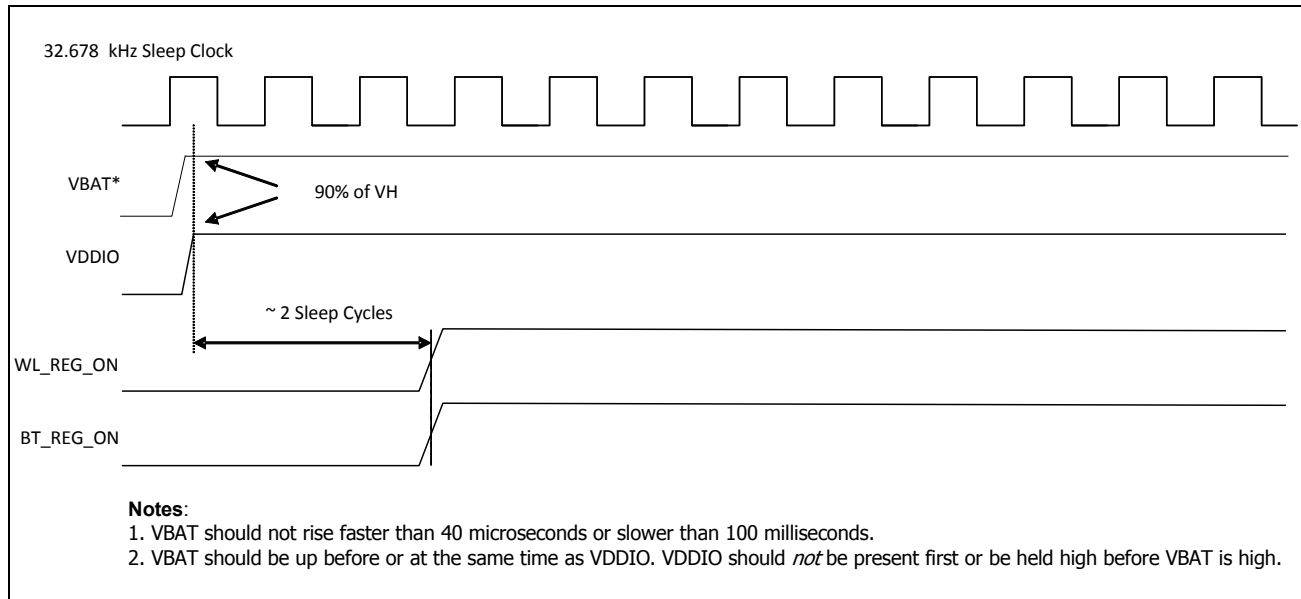 32.678 kHz Sleep Clock
VBAT*
90% of VH
VDDIO
~ 2 Sleep Cycles
WL_REG_ON
BT_REG_ON
Notes:
1. VBAT should not rise faster than 40 microseconds or slower than 100 milliseconds.
2. VBAT should be up before or at the same time as VDDIO. VDDIO should not be present first or be held high before VBAT is high.